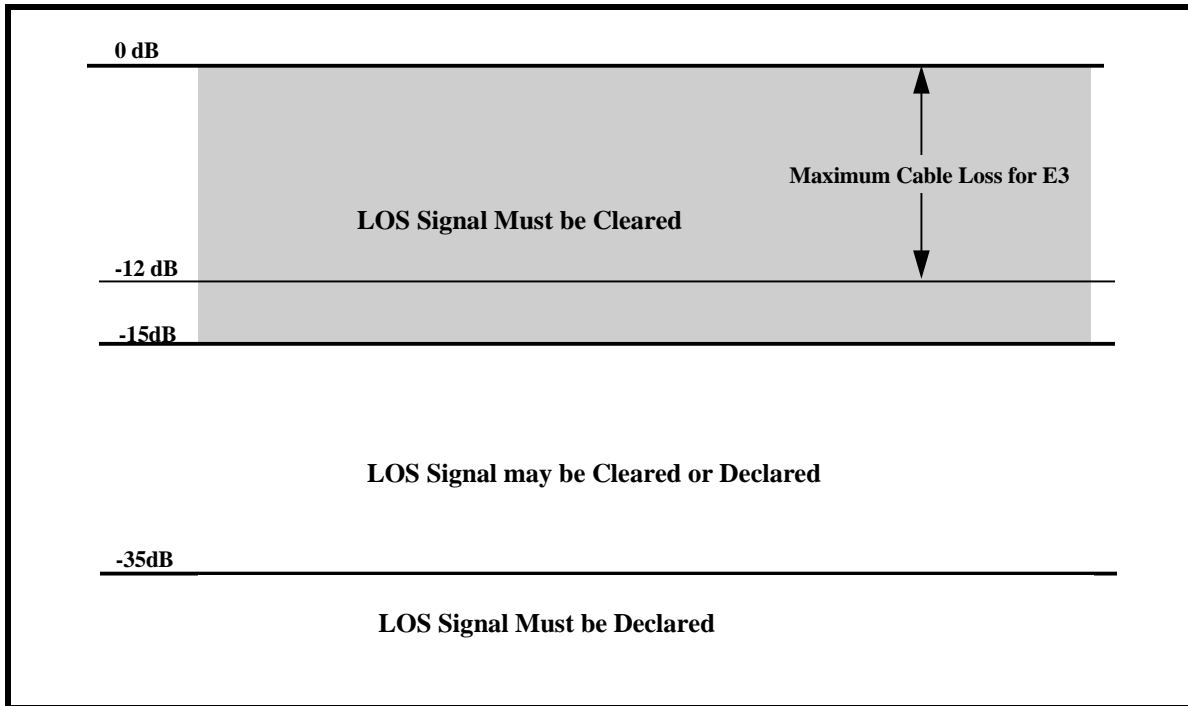 0 dB
Maximum Cable Loss for E3
LOS Signal Must be Cleared
-12 dB
-15dB
LOS Signal may be Cleared or Declared
-35dB
LOS Signal Must be Declared